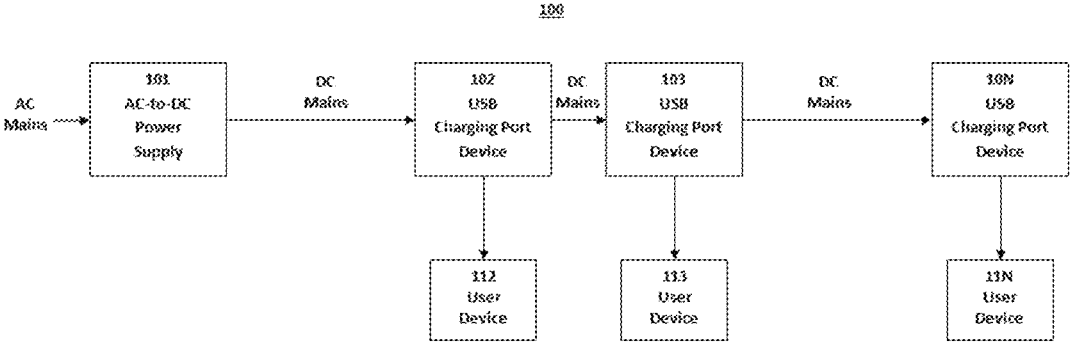 100
AC
Mains
101
AC-to-DC
Power
Supply
DC
Mains
102
USB
Charging Port
Device
DC
Mains
103
USB
Charging Port
Device
DC
Mains
10N
USB
Charging Port
Device
112
User
Device
113
User
Device
11N
User
Device